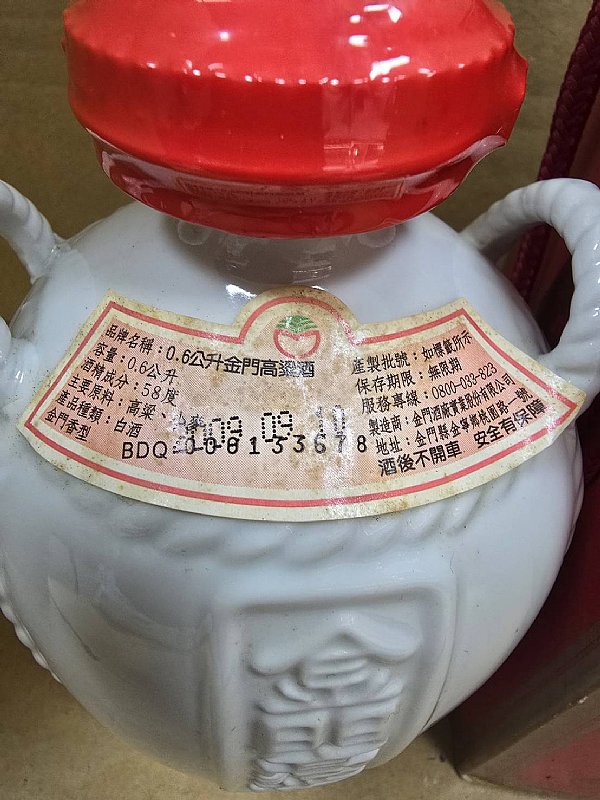 品牌名稱：0.6公升金門高粱酒
容量：0.6公升
酒精成分：58度
主要原料：高粱、
產品種類：白酒
金門香型
09 09 10
BDQ 008133678
產製批號：如標籤所示
保存期限：無限期
服務專線：0800-033-823
製造商：金門酒廠實業股份有限公司
地址：金門縣金寧鄉桃園路一號
酒後不開車 安全有保障
金門